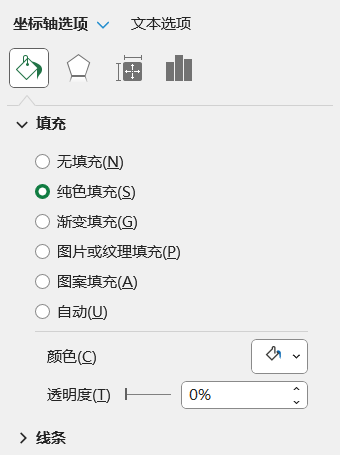 坐标轴选项 文本选项
填充
无填充(N)
纯色填充(S)
渐变填充(G)
图片或纹理填充(P)
图案填充(A)
自动(U)
颜色(C)
透明度(T) 0%
线条